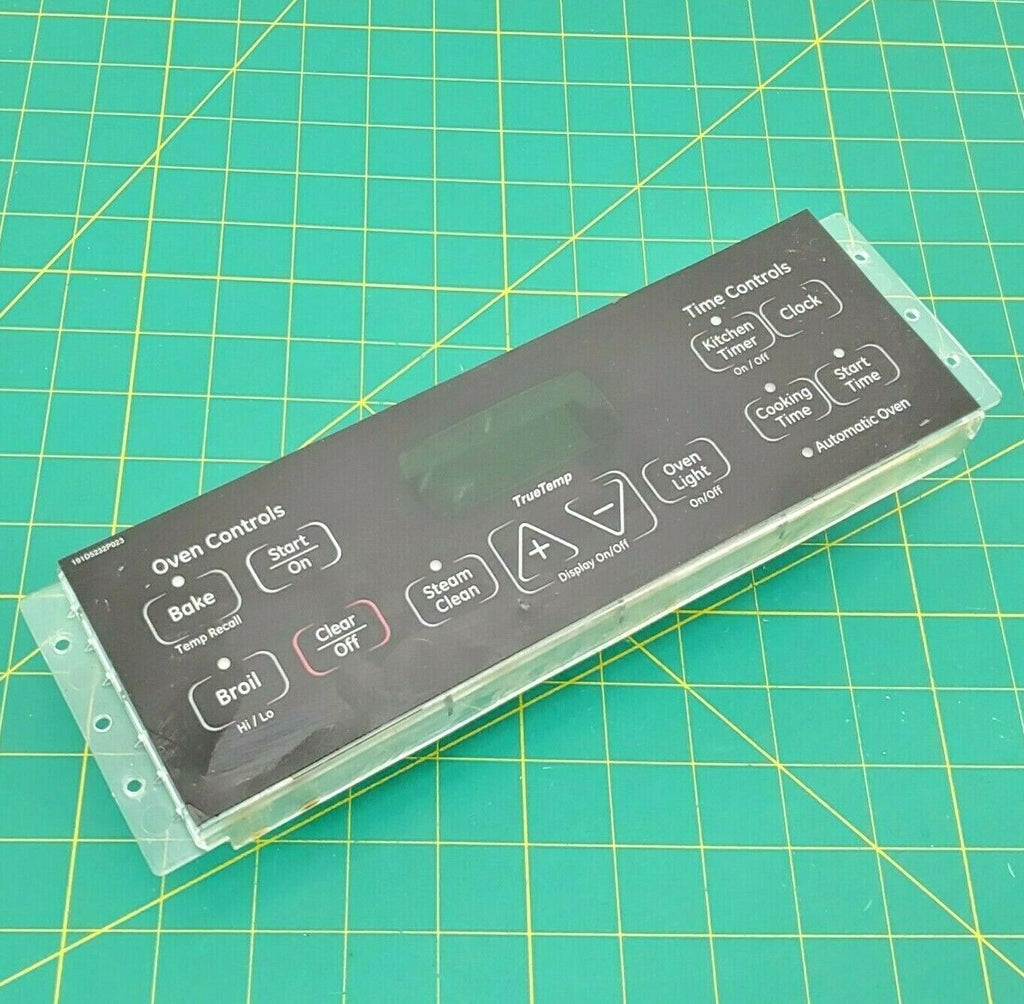 191D5232P023
Oven Controls
Bake
Temp Recall
Start
On
Broil
Hi / Lo
Clear
Off
Steam
Clean
TrueTemp
+
−
Display On/Off
Oven
Light
On/Off
Time Controls
Kitchen
Timer
On / Off
Clock
Cooking
Time
Start
Time
Automatic Oven